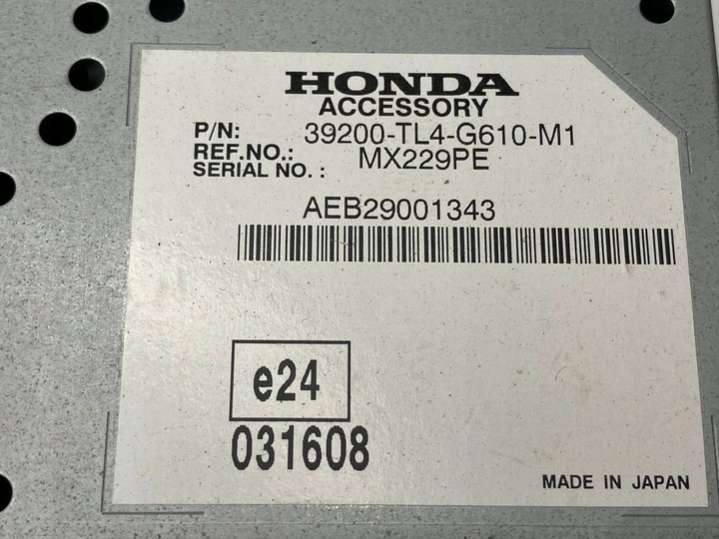 HONDA
ACCESSORY
P/N: 39200-TL4-G610-M1
REF.NO.: MX229PE
SERIAL NO. :
AEB29001343
e24
031608
MADE IN JAPAN